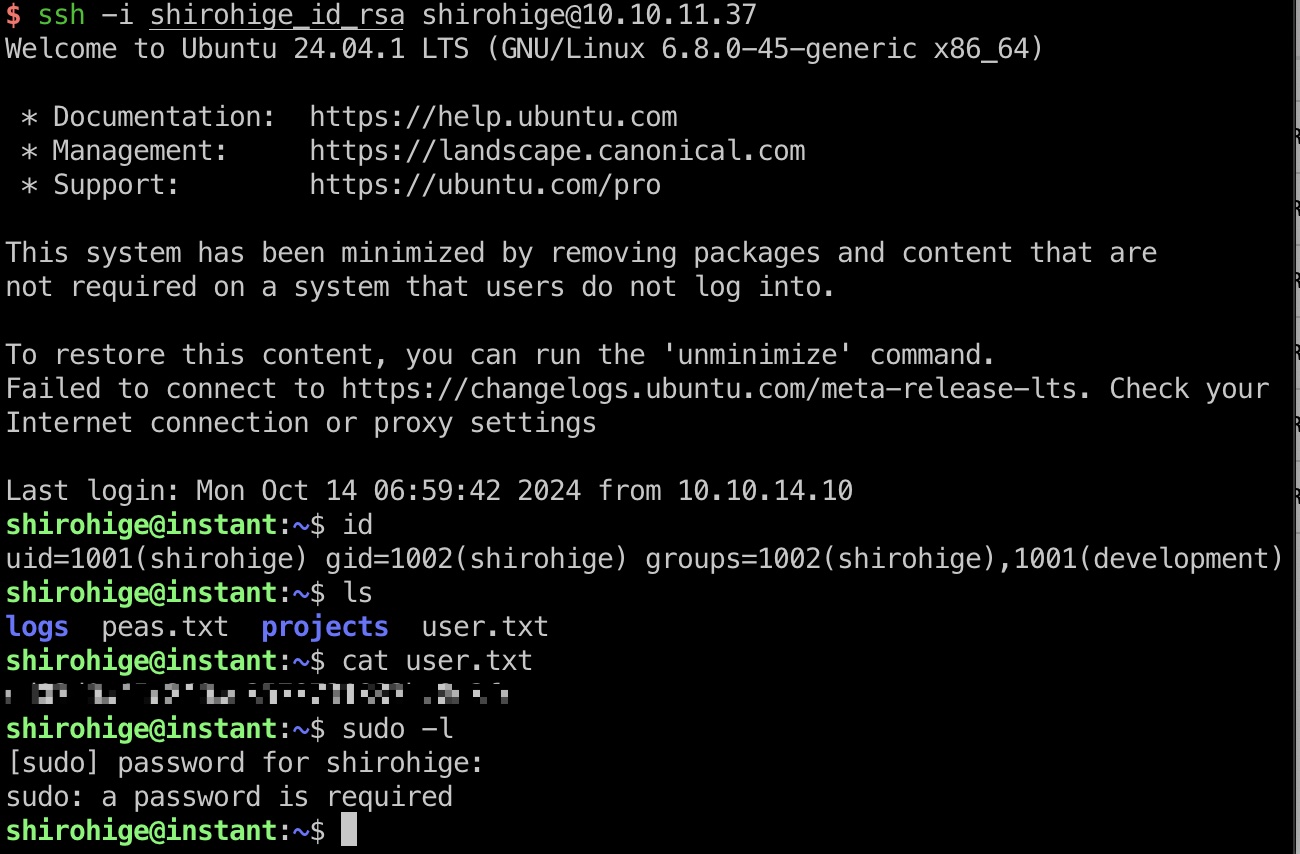 $ ssh -i shirohige_id_rsa shirohige@10.10.11.37
Welcome to Ubuntu 24.04.1 LTS (GNU/Linux 6.8.0-45-generic x86_64)
 * Documentation:  https://help.ubuntu.com
 * Management:     https://landscape.canonical.com
 * Support:        https://ubuntu.com/pro
This system has been minimized by removing packages and content that are
not required on a system that users do not log into.
To restore this content, you can run the 'unminimize' command.
Failed to connect to https://changelogs.ubuntu.com/meta-release-lts. Check your
Internet connection or proxy settings
Last login: Mon Oct 14 06:59:42 2024 from 10.10.14.10
shirohige@instant:~$ id
uid=1001(shirohige) gid=1002(shirohige) groups=1002(shirohige),1001(development)
shirohige@instant:~$ ls
logs  peas.txt  projects  user.txt
shirohige@instant:~$ cat user.txt
shirohige@instant:~$ sudo -l
[sudo] password for shirohige:
sudo: a password is required
shirohige@instant:~$